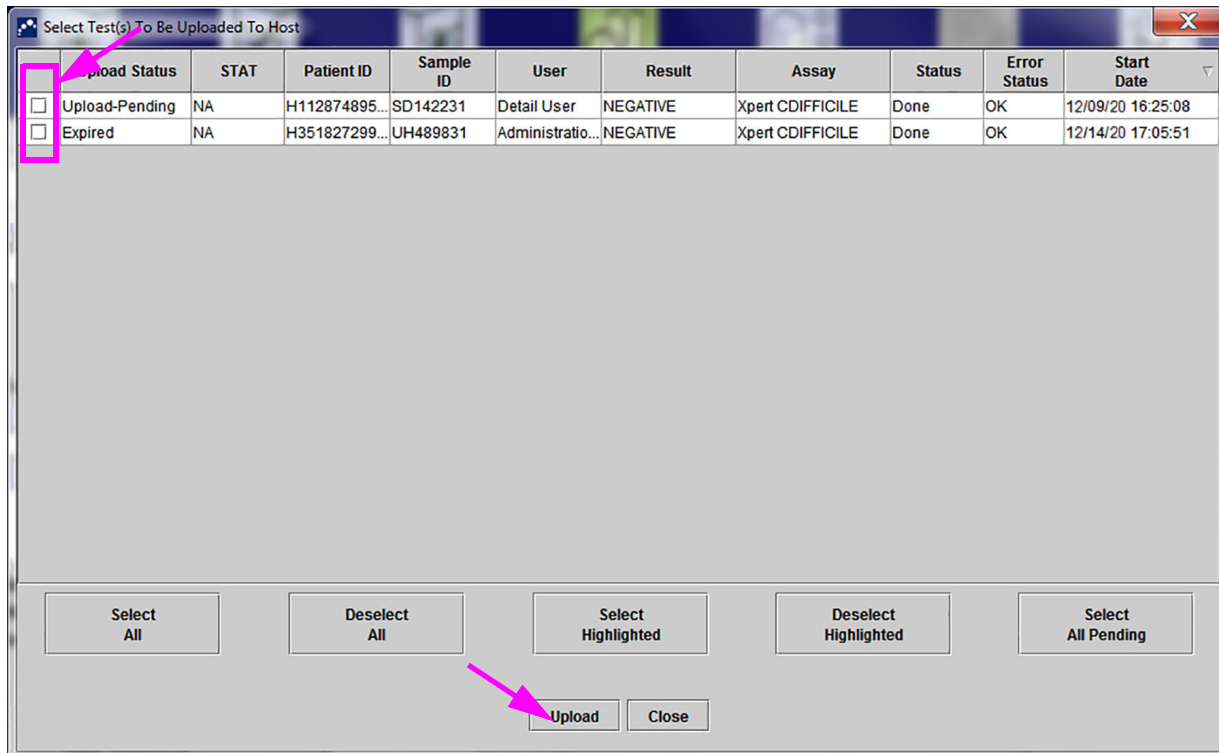 Select Test(s) To Be Uploaded To Host
Upload Status STAT Patient ID Sample ID User Result Assay Status Error Status Start Date
Upload-Pending NA H112874895... SD142231 Detail User NEGATIVE Xpert CDIFFICILE Done OK 12/09/20 16:25:08
Expired NA H351827299... UH489831 Administratio... NEGATIVE Xpert CDIFFICILE Done OK 12/14/20 17:05:51
Select All Deselect All Select Highlighted Deselect Highlighted Select All Pending
Upload Close